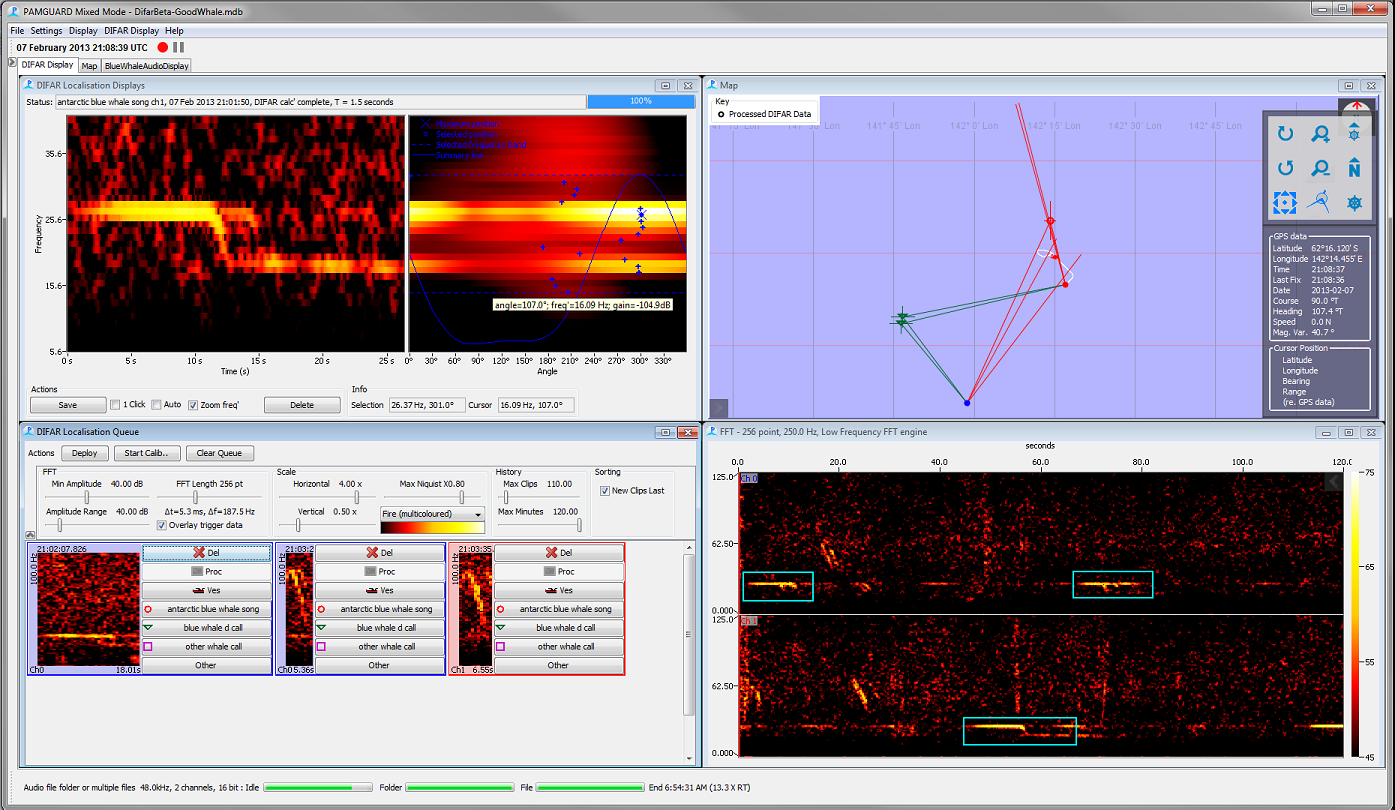 PAMGUARD Mixed Mode - DifarBeta-GoodWhale.mdb
File Settings Display DIFAR Display Help
07 February 2013 21:08:39 UTC
DIFAR Display Map BlueWhaleAudioDisplay
DIFAR Localisation Displays
Status: antarctic blue whale song ch1, 07 Feb 2013 21:01:50, DIFAR calc' complete, T = 1.5 seconds 100%
Frequency
35.6
25.6
15.6
5.6
angle=107.0°; freq'=16.09 Hz; gain=-104.9dB
0 s 5 s 10 s 15 s 20 s 25 s
Time (s)
0° 30° 60° 90° 120° 150° 180° 210° 240° 270° 300° 330°
Angle
Actions
Save 1 Click Auto Zoom freq' Delete
Info
Selection 26.37 Hz, 301.0° Cursor 16.09 Hz, 107.0°
Map
Key
Processed DIFAR Data
141° 45' Lon 142° 0' Lon 142° 15' Lon 142° 30' Lon 142° 45' Lon
N
GPS data
Latitude 62°16.120' S
Longitude 142°14.455' E
Time 21:08:37
Last Fix 21:08:36
Date 2013-02-07
Course 90.0 °T
Heading 107.4 °T
Speed 0.0 N
Mag. Var. 40.7 °
Cursor Position
Latitude
Longitude
Bearing
Range
(re. GPS data)
DIFAR Localisation Queue
Actions Deploy Start Calib.. Clear Queue
FFT
Min Amplitude 40.00 dB FFT Length 256 pt
Amplitude Range 40.00 dB Δt=5.3 ms, Δf=187.5 Hz
Overlay trigger data
Scale
Horizontal 4.00 x Max Niquist X0.80
Vertical 0.50 x Fire (multicoloured)
History
Max Clips 110.00
Max Minutes 120.00
Sorting
New Clips Last
21:02:07.826
100.0 Hz
Ch0 18.01s
Del
Proc
Ves
antarctic blue whale song
blue whale d call
other whale call
Other
21:03:2
100.0 Hz
Ch0 5.36s
Del
Proc
Ves
antarctic blue whale song
blue whale d call
other whale call
Other
21:03:35
100.0 Hz
Ch1 6.55s
Del
Proc
Ves
antarctic blue whale song
blue whale d call
other whale call
Other
FFT - 256 point, 250.0 Hz, Low Frequency FFT engine
seconds
0.0 20.0 40.0 60.0 80.0 100.0 120.0
125.0
Ch 0
62.50
0.000
125.0
Ch 1
62.50
0.000
75
65
55
45
Audio file folder or multiple files 48.0kHz, 2 channels, 16 bit : Idle Folder File End 6:54:31 AM (13.3 X RT)